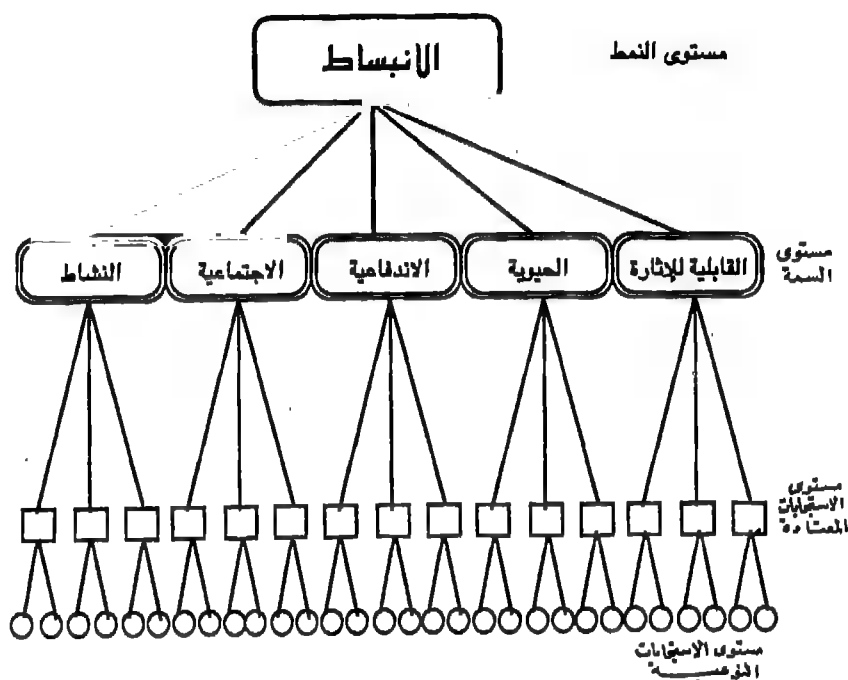 مستوى النمط
الانبساط
مستوى
السمة
القابلية للإثارة
الحيوية
الاندفاعية
الاجتماعية
النشاط
مستوى
الاستجابات
المعتادة
مستوى الاستجابات
النوعية